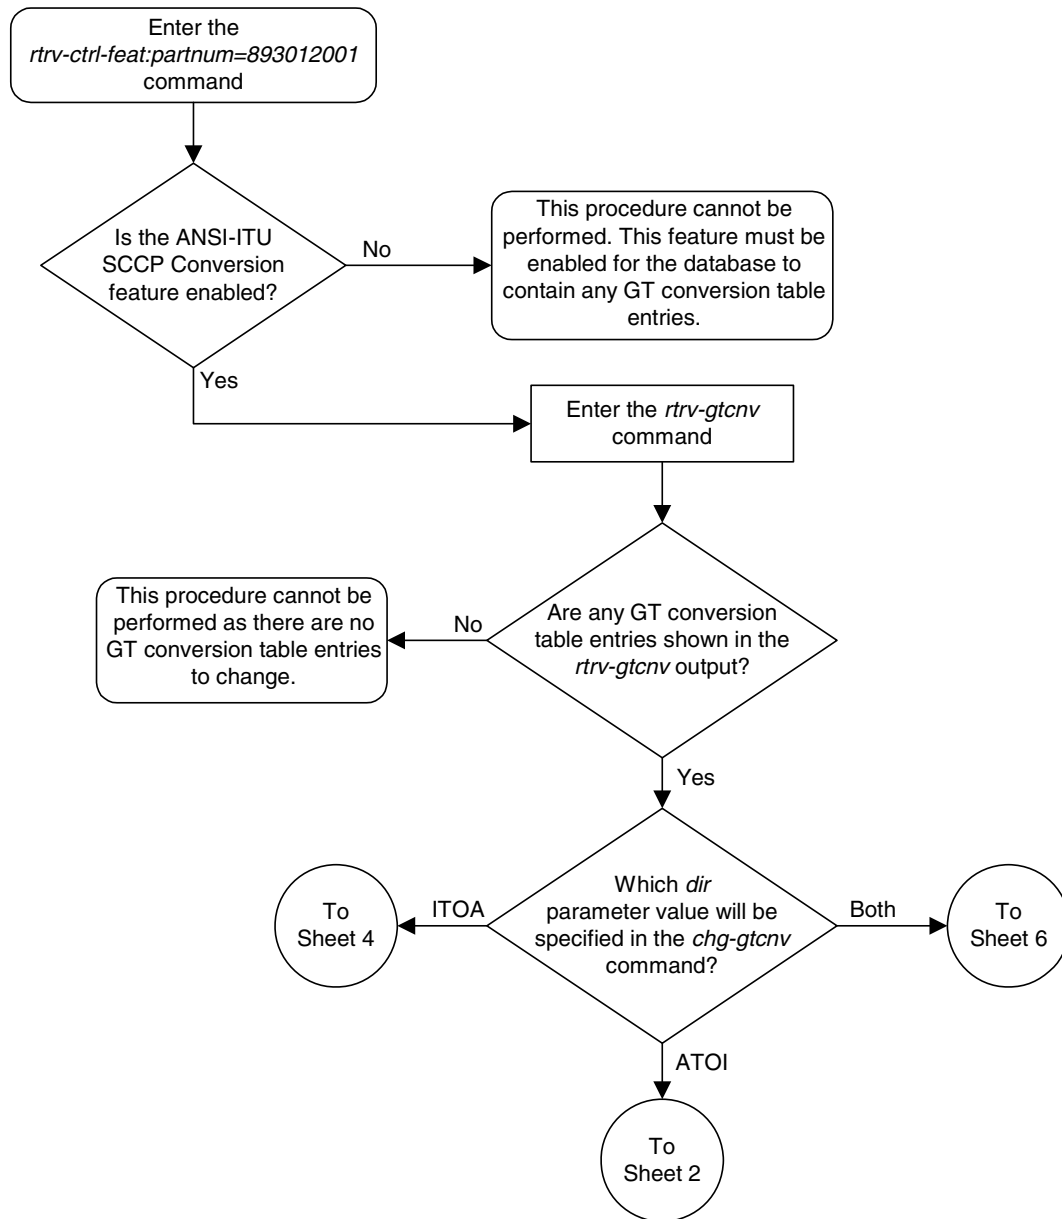 Enter the
rtrv-ctrl-feat:partnum=893012001
command
Is the ANSI-ITU
SCCP Conversion
feature enabled?
No
This procedure cannot be
performed. This feature must be
enabled for the database to
contain any GT conversion table
entries.
Yes
Enter the rtrv-gtcnv
command
Are any GT conversion
table entries shown in the
rtrv-gtcnv output?
No
This procedure cannot be
performed as there are no
GT conversion table entries
to change.
Yes
Which dir
parameter value will be
specified in the chg-gtcnv
command?
ITOA
To
Sheet 4
Both
To
Sheet 6
ATOI
To
Sheet 2